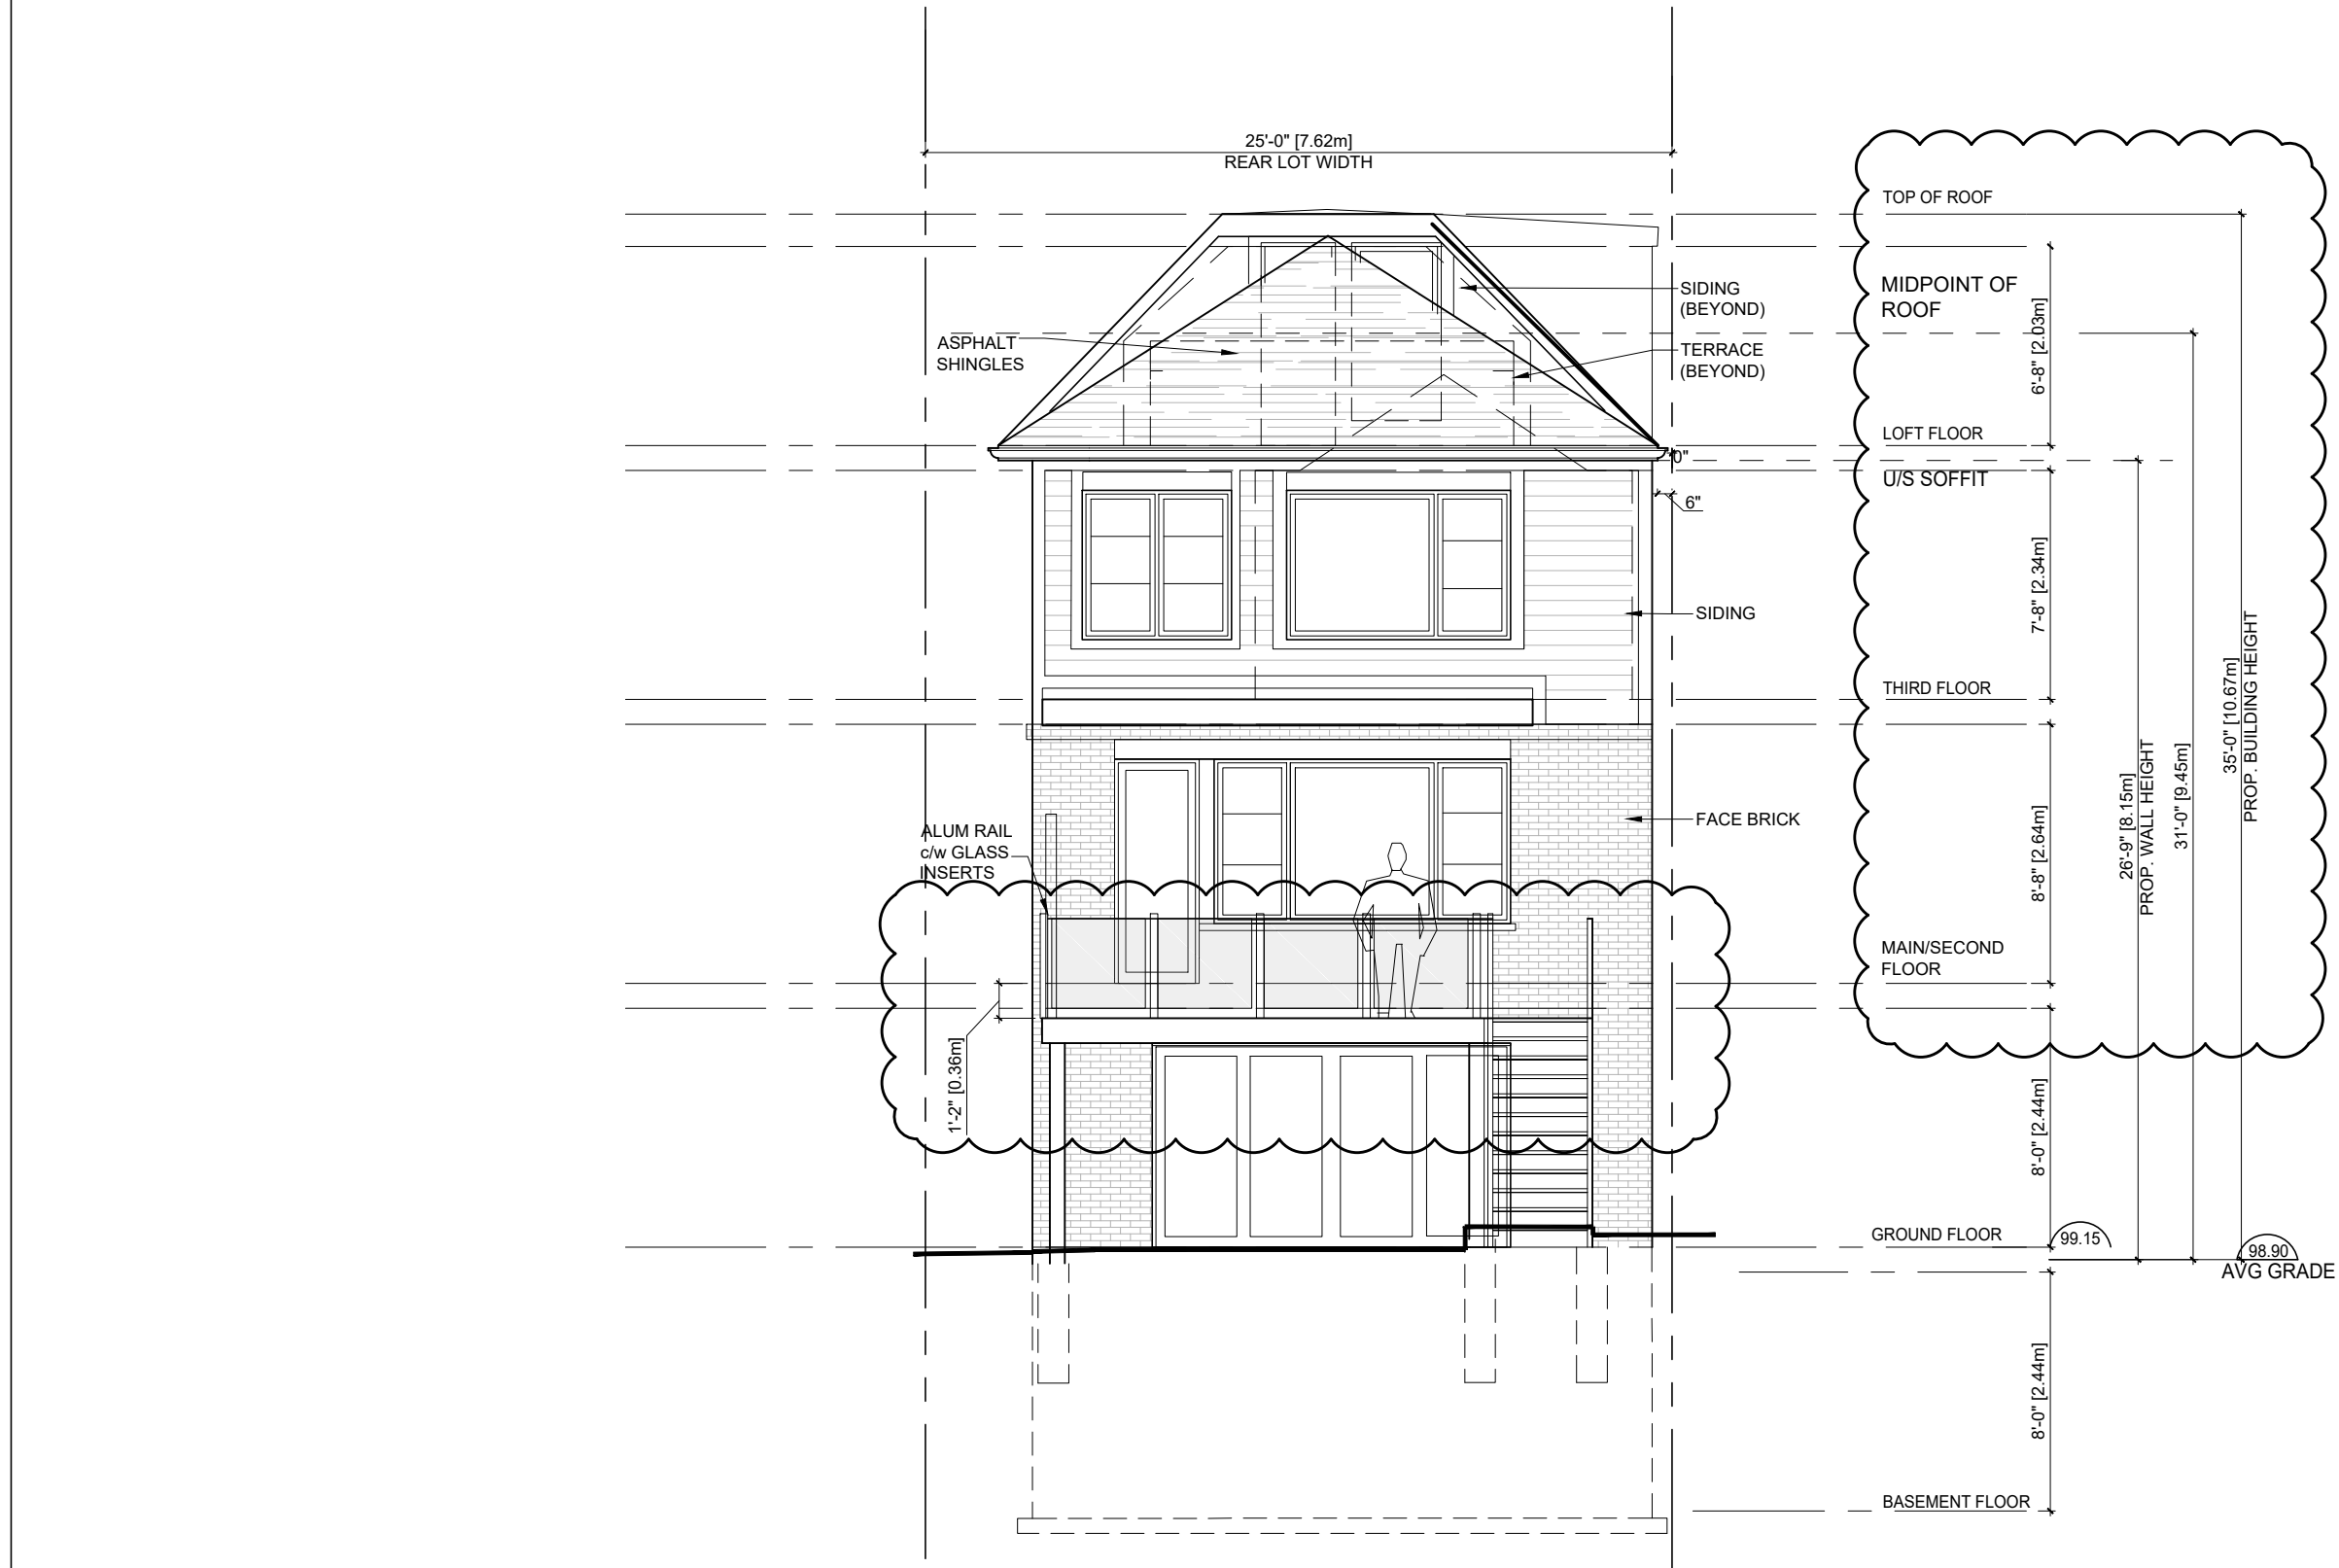 25'-0" [7.62m]
REAR LOT WIDTH
TOP OF ROOF
MIDPOINT OF
ROOF
SIDING
(BEYOND)
ASPHALT
SHINGLES
TERRACE
(BEYOND)
6'-8" [2.03m]
LOFT FLOOR
0"
U/S SOFFIT
6"
7'-8" [2.34m]
SIDING
THIRD FLOOR
35'-0" [10.67m]
PROP. BUILDING HEIGHT
26'-9" [8.15m]
PROP. WALL HEIGHT
31'-0" [9.45m]
FACE BRICK
ALUM RAIL
c/w GLASS
INSERTS
8'-8" [2.64m]
MAIN/SECOND
FLOOR
1'-2" [0.36m]
8'-0" [2.44m]
GROUND FLOOR
99.15
98.90
AVG GRADE
8'-0" [2.44m]
BASEMENT FLOOR